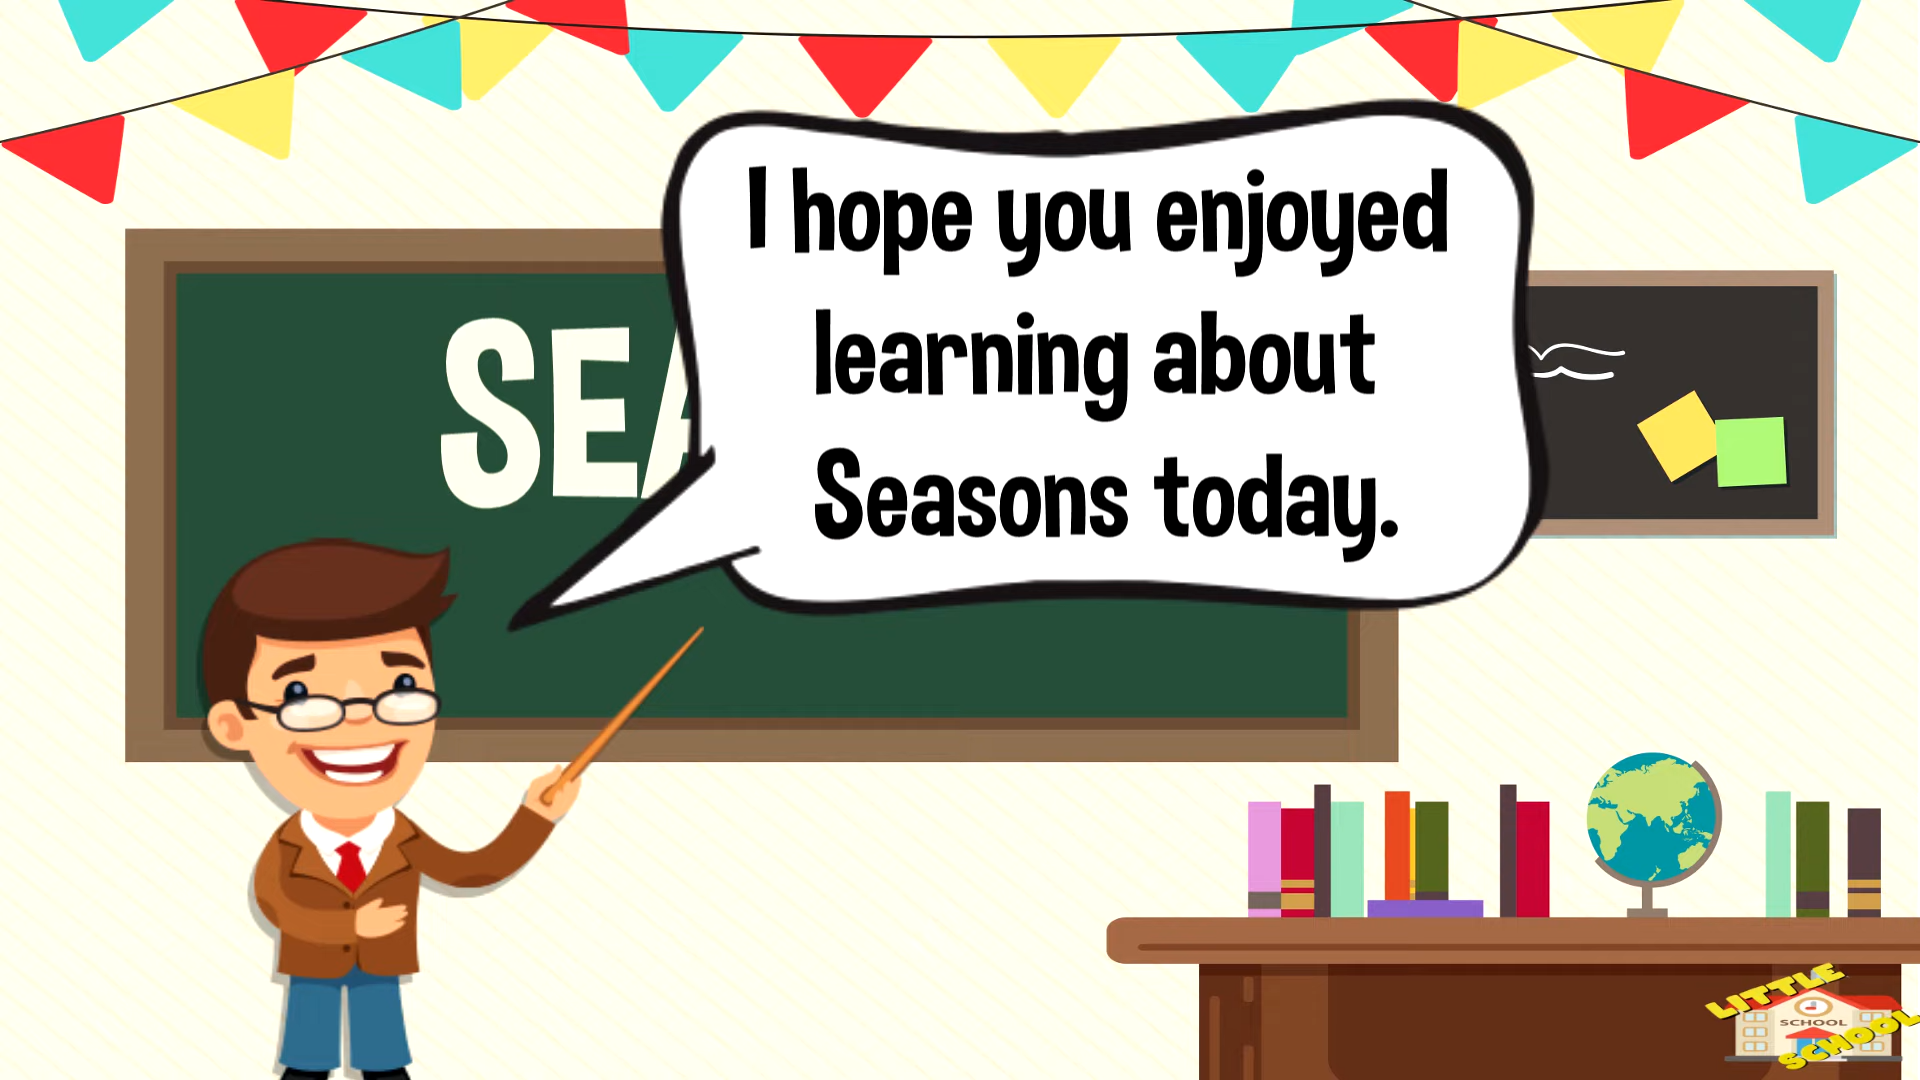 I hope you enjoyed
learning about
Seasons today.
SEA
LITTLE
SCHOOL
SCHOOL